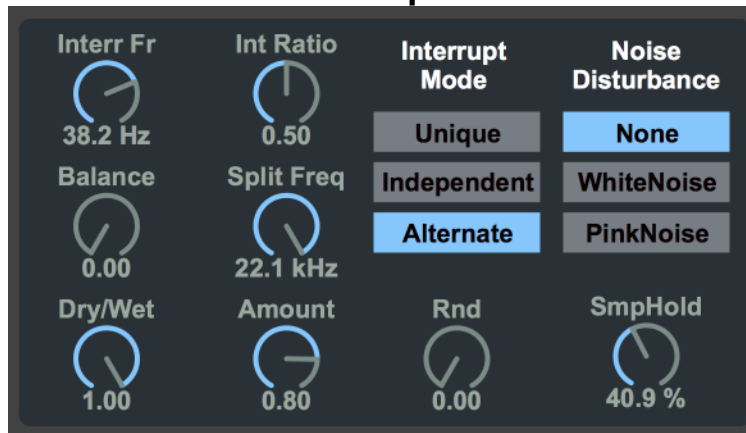 Interr Fr
Int Ratio
Interrupt
Mode
Noise
Disturbance
38.2 Hz
0.50
Unique
None
Balance
Split Freq
Independent
WhiteNoise
0.00
22.1 kHz
Alternate
PinkNoise
Dry/Wet
Amount
Rnd
SmpHold
1.00
0.80
0.00
40.9 %